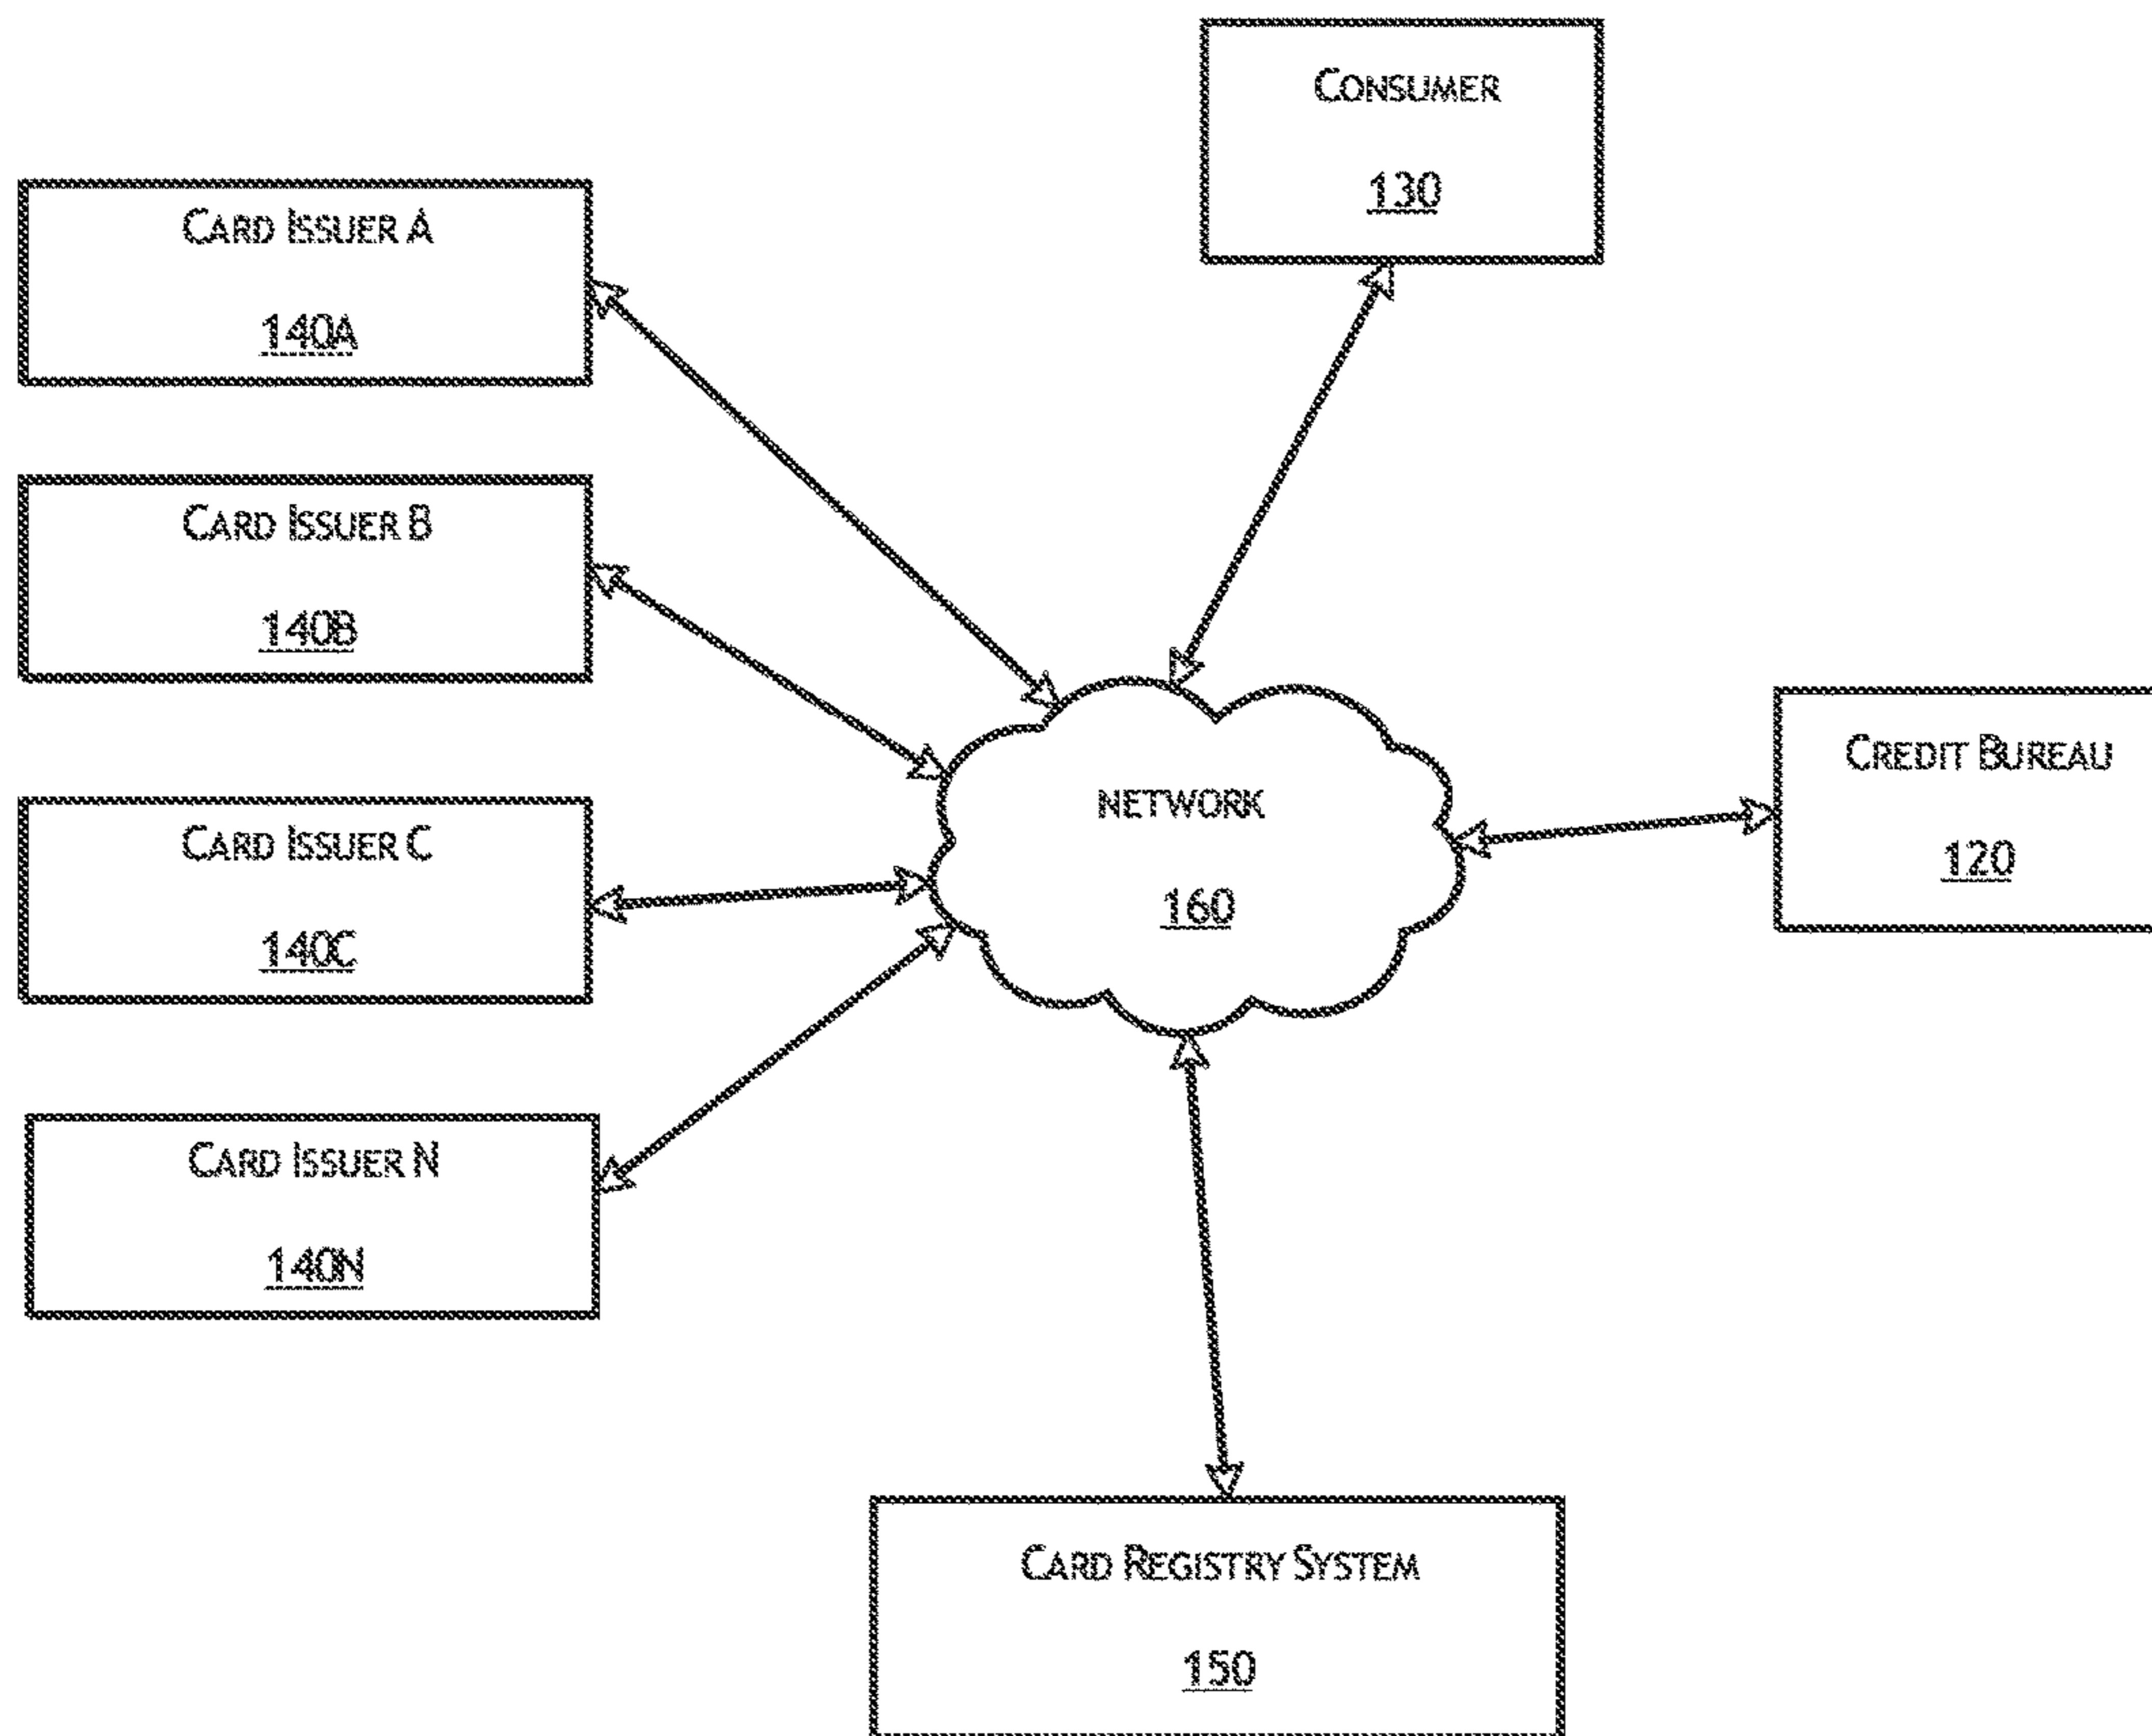 CONSUMER
130
CARD ISSUER A
140A
CARD ISSUER B
140B
CARD ISSUER C
140C
CARD ISSUER N
140N
NETWORK
160
CREDIT BUREAU
120
CARD REGISTRY SYSTEM
150